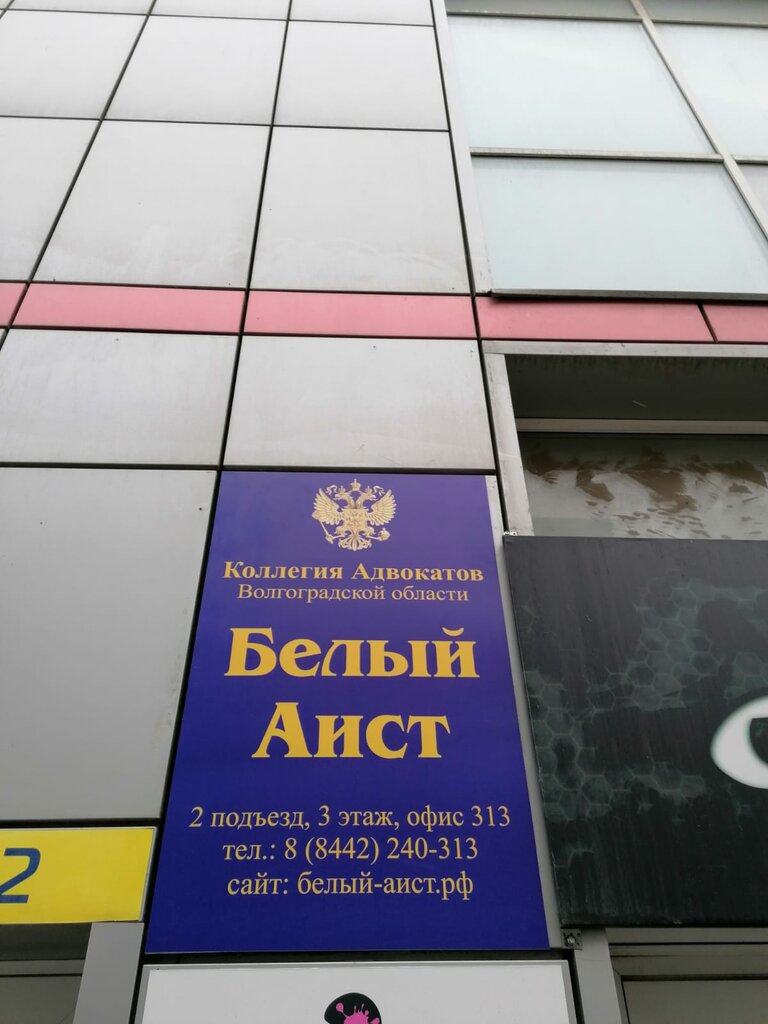 Коллегия Адвокатов
Волгоградской области
Белый
Аист
2 подъезд, 3 этаж, офис 313
тел.: 8 (8442) 240-313
сайт: белый-аист.рф
2